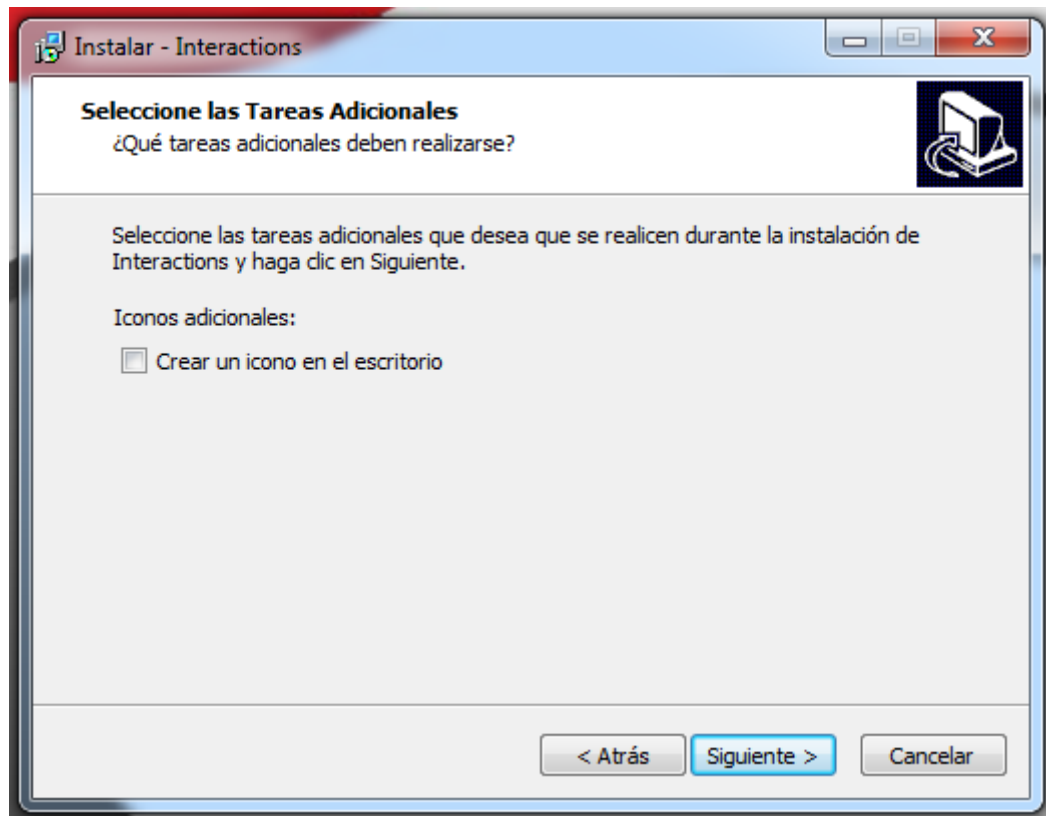 Instalar - Interactions
Seleccione las Tareas Adicionales
¿Qué tareas adicionales deben realizarse?
Seleccione las tareas adicionales que desea que se realicen durante la instalación de
Interactions y haga clic en Siguiente.
Iconos adicionales:
Crear un icono en el escritorio
< Atrás Siguiente > Cancelar